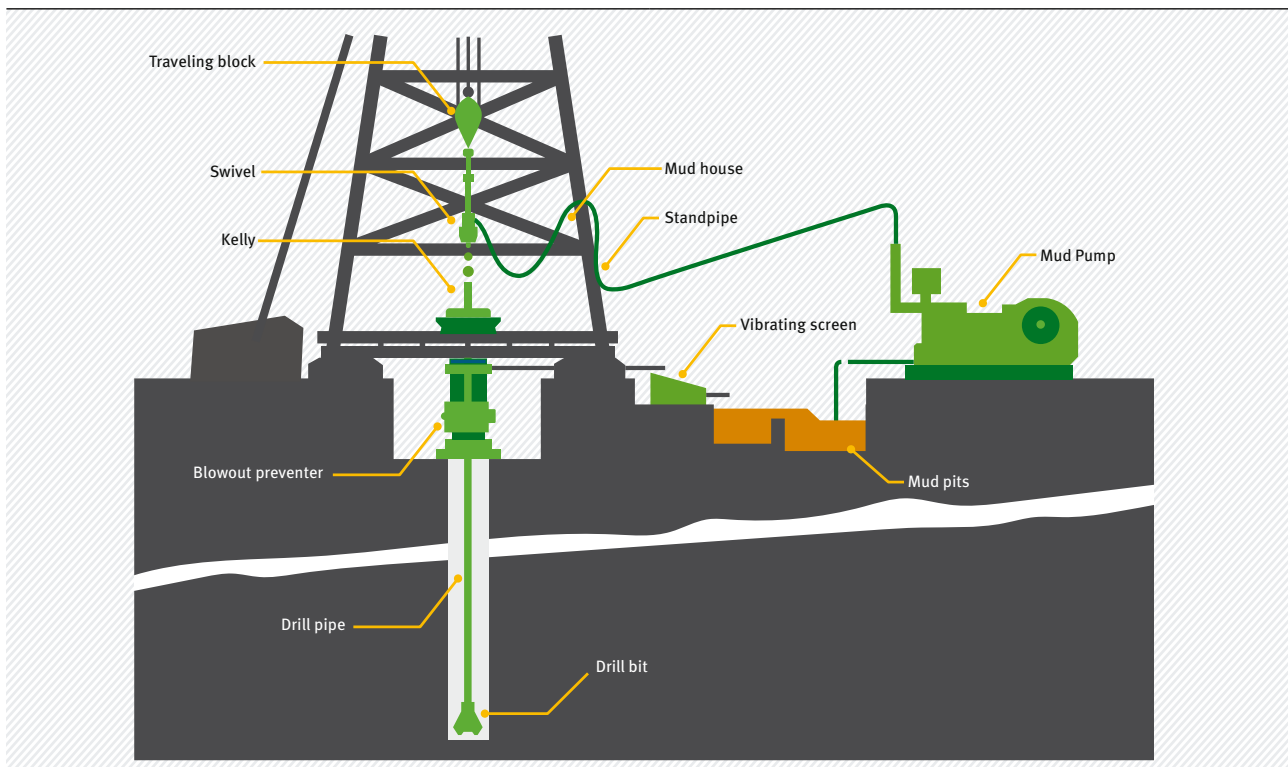 Traveling block
Swivel
Mud house
Standpipe
Kelly
Mud Pump
Vibrating screen
Blowout preventer
Mud pits
Drill pipe
Drill bit